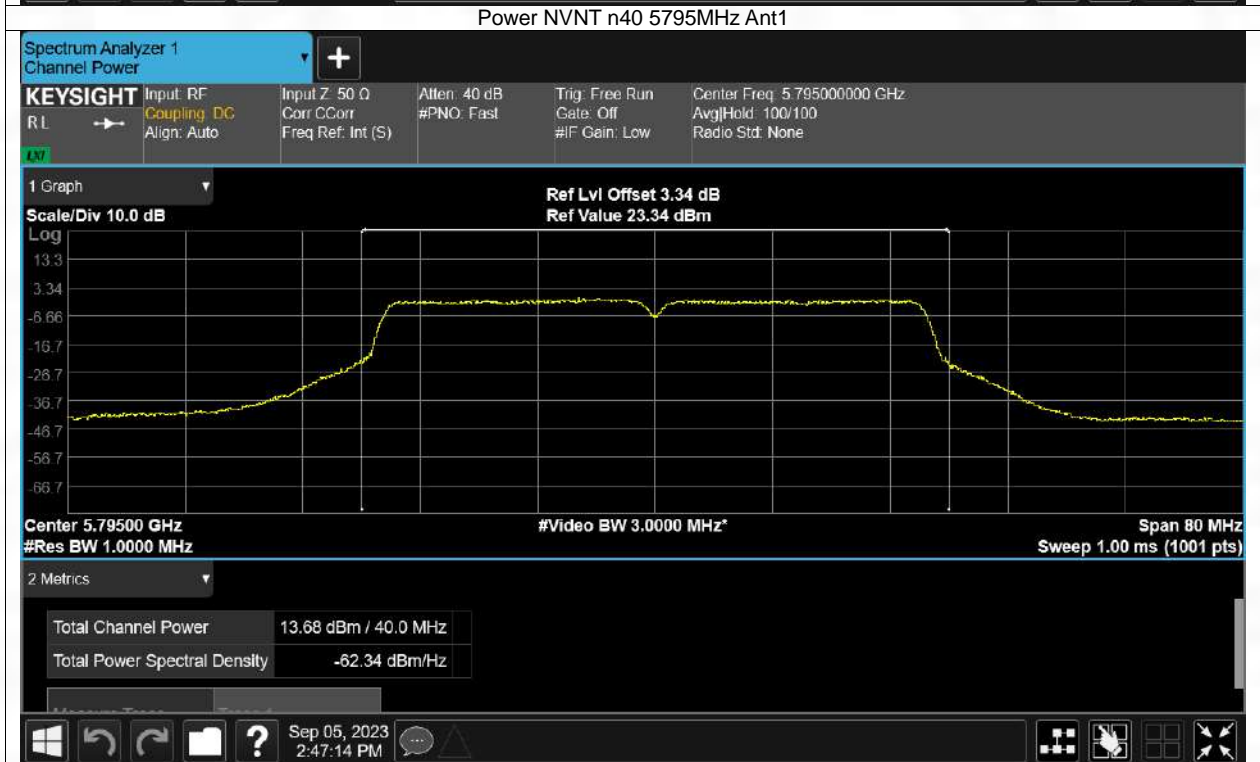 Power NVNT n40 5795MHz Ant1
Spectrum Analyzer 1
Channel Power
KEYSIGHT
RL
LXI
Input: RF
Coupling: DC
Align: Auto
Input Z: 50 Ω
Corr CCorr
Freq Ref: Int (S)
Atten: 40 dB
#PNO: Fast
Trig: Free Run
Gate: Off
#IF Gain: Low
Center Freq: 5.795000000 GHz
Avg|Hold: 100/100
Radio Std: None
1 Graph
Scale/Div 10.0 dB
Ref Lvl Offset 3.34 dB
Ref Value 23.34 dBm
Log
13.3
3.34
-6.66
-16.7
-26.7
-36.7
-46.7
-56.7
-66.7
Center 5.79500 GHz
#Res BW 1.0000 MHz
#Video BW 3.0000 MHz*
Span 80 MHz
Sweep 1.00 ms (1001 pts)
2 Metrics
Total Channel Power 13.68 dBm / 40.0 MHz
Total Power Spectral Density -62.34 dBm/Hz
Sep 05, 2023
2:47:14 PM